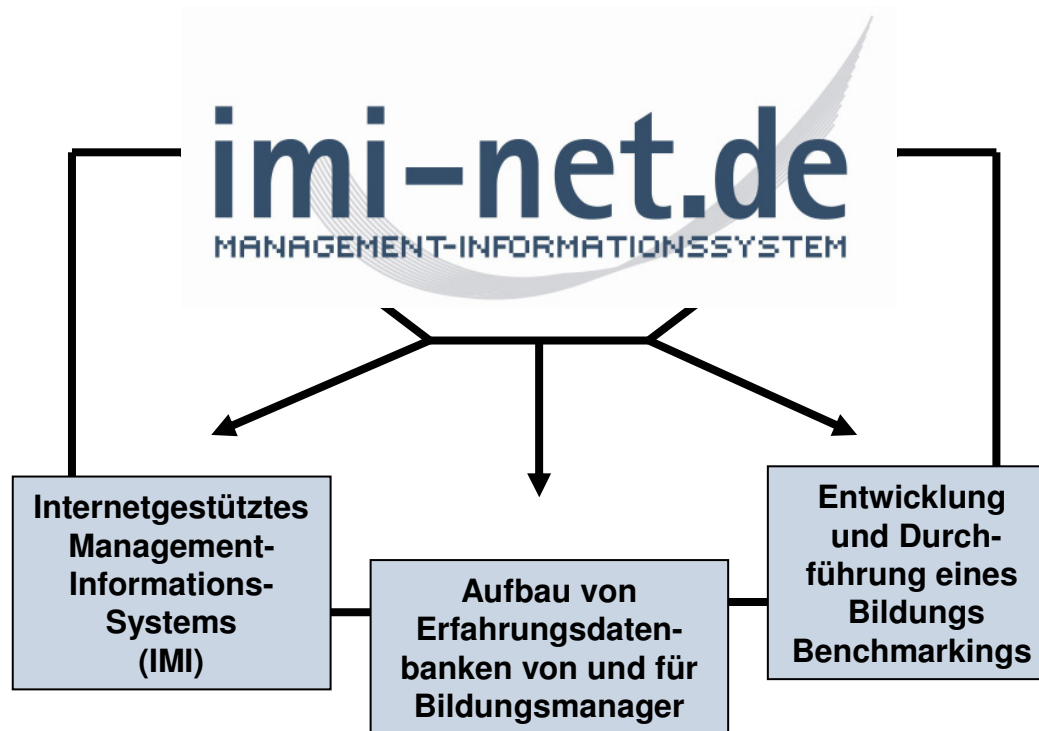 imi-net.de
MANAGEMENT-INFORMATIONSSYSTEM
Internetgestütztes
Management-
Informations-
Systems
(IMI)
Aufbau von
Erfahrungsdaten-
banken von und für
Bildungsmanager
Entwicklung
und Durch-
führung eines
Bildungs
Benchmarkings